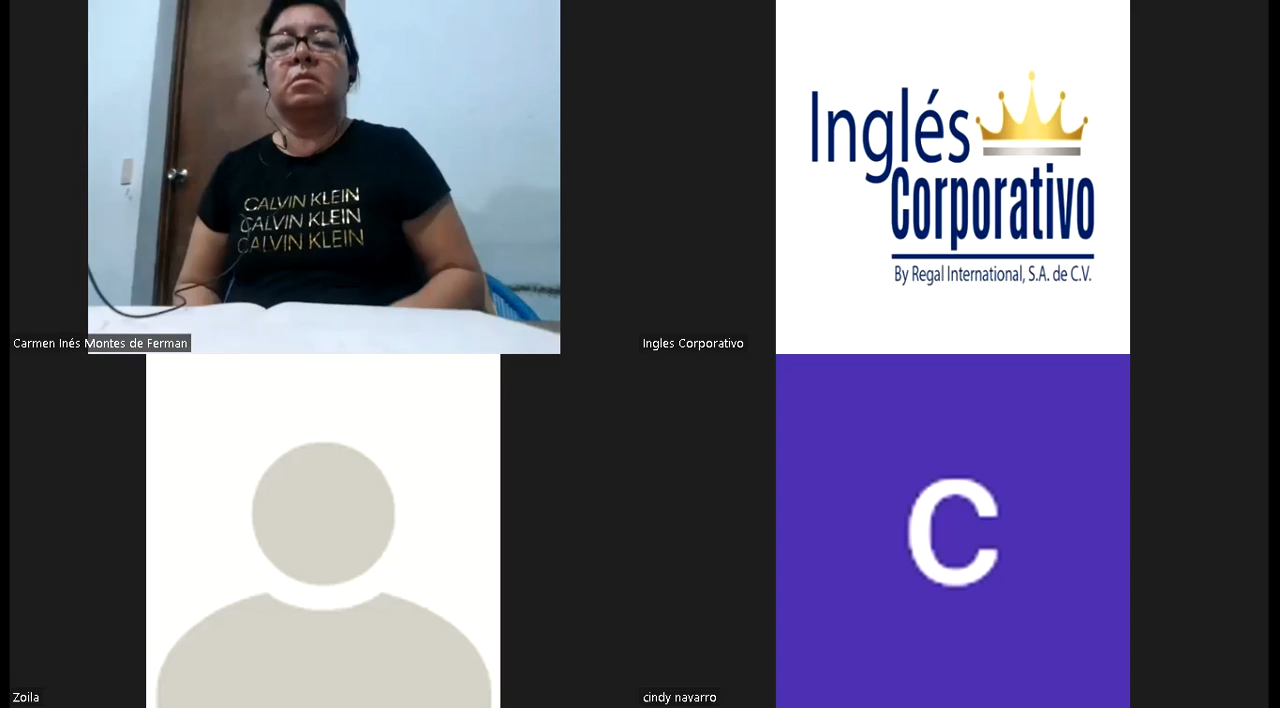 CALVIN KLEIN
CALVIN KLEIN
CALVIN KLEIN
Carmen Inés Montes de Ferman
Inglés
Corporativo
By Regal International, S.A. de C.V.
Ingles Corporativo
Zoila
C
cindy navarro